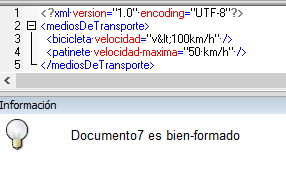 1 <?xml version="1.0" encoding="UTF-8"?>
2 <mediosDeTransporte>
3 <bicicleta velocidad="v&lt;100km/h" />
4 <patinete velocidad-maxima="50 km/h" />
5 </mediosDeTransporte>
Información
Documento7 es bien-formado